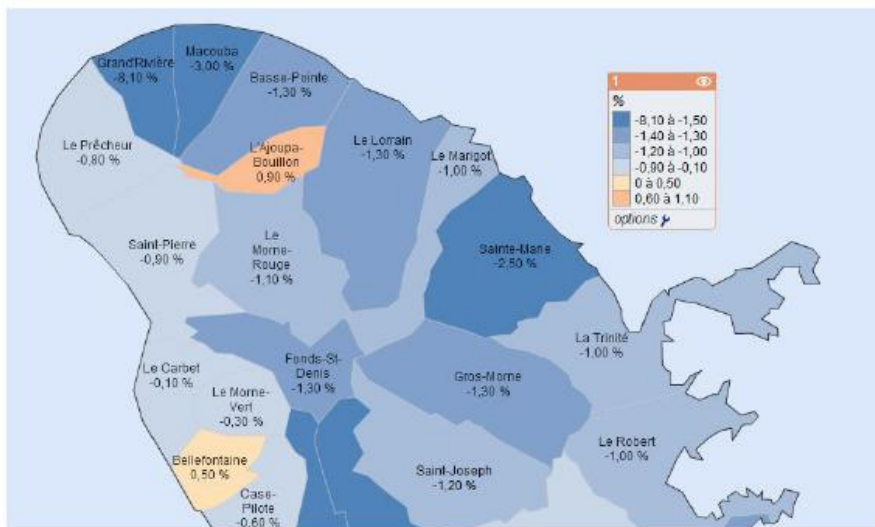 Grand'Rivière
-8,10 %
Macouba
-3,00 %
Basse-Pointe
-1,30 %
Le Prêcheur
-0,80 %
L'Ajoupa-
Bouillon
0,90 %
Le Lorrain
-1,30 %
Le Marigot
-1,00 %
1
%
-8,10 à -1,50
-1,40 à -1,30
-1,20 à -1,00
-0,90 à -0,10
0 à 0,50
0,60 à 1,10
options
Saint-Pierre
-0,90 %
Le
Morne-
Rouge
-1,10 %
Sainte-Marie
-2,50 %
La Trinité
-1,00 %
Le Carbet
-0,10 %
Fonds-St-
Denis
-1,30 %
Gros-Morne
-1,30 %
Le Morne-
Vert
-0,30 %
Le Robert
-1,00 %
Bellefontaine
0,50 %
Saint-Joseph
-1,20 %
Case-
Pilote
-0,60 %